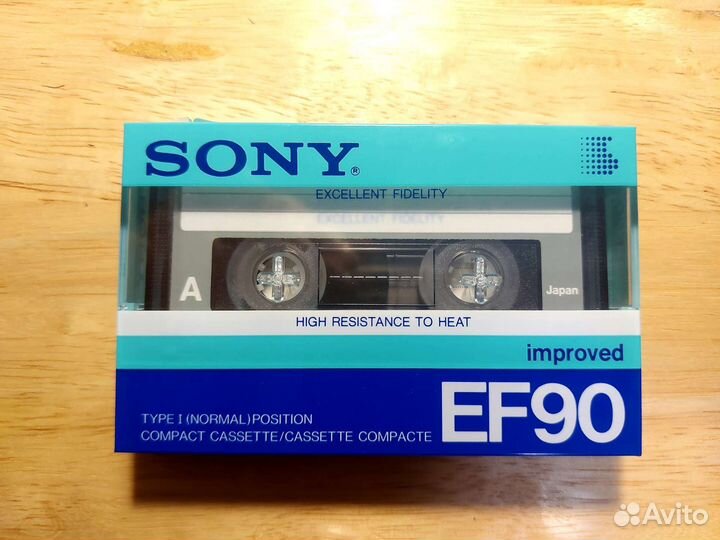 SONY®
EXCELLENT FIDELITY
EXCELLENT FIDELITY
A
Japan
HIGH RESISTANCE TO HEAT
improved
TYPE I (NORMAL) POSITION
COMPACT CASSETTE/CASSETTE COMPACTE
EF90
Avito